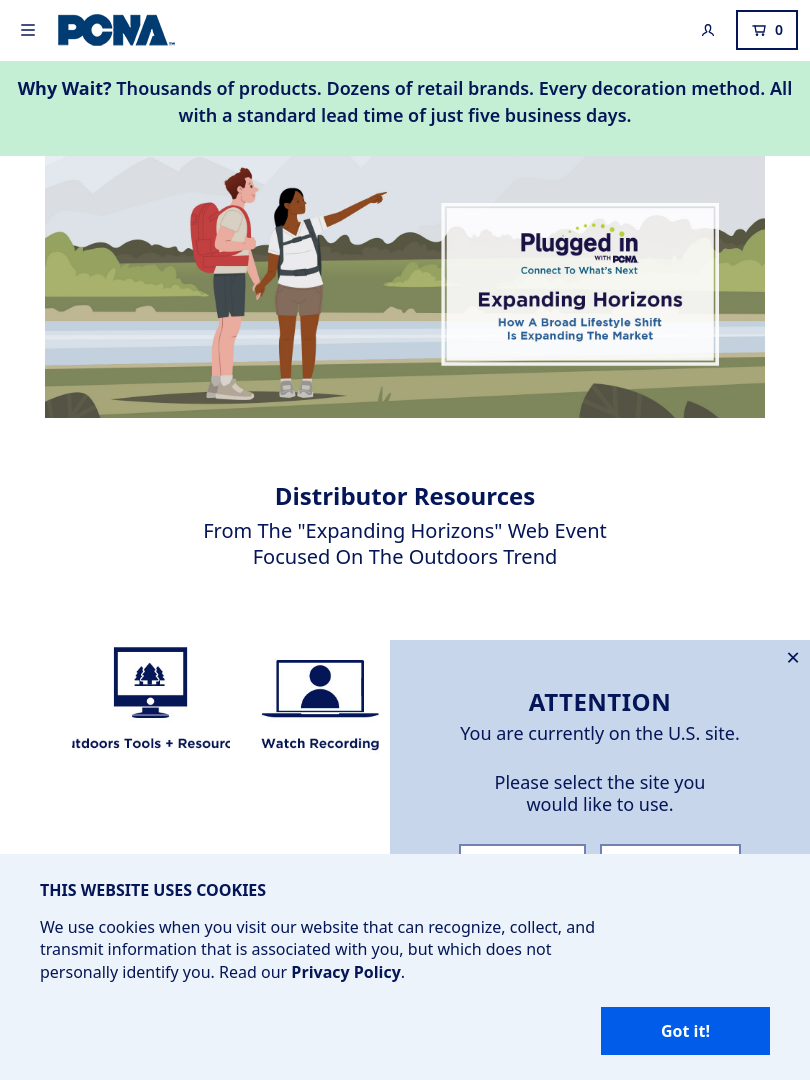 PCNA
0
Why Wait? Thousands of products. Dozens of retail brands. Every decoration method. All
with a standard lead time of just five business days.
Plugged in
WITH PCNA
Connect To What's Next
Expanding Horizons
How A Broad Lifestyle Shift
Is Expanding The Market
Distributor Resources
From The "Expanding Horizons" Web Event
Focused On The Outdoors Trend
utdoors Tools + Resourc
Watch Recording
ATTENTION
You are currently on the U.S. site.
Please select the site you
would like to use.
THIS WEBSITE USES COOKIES
We use cookies when you visit our website that can recognize, collect, and
transmit information that is associated with you, but which does not
personally identify you. Read our Privacy Policy.
Got it!